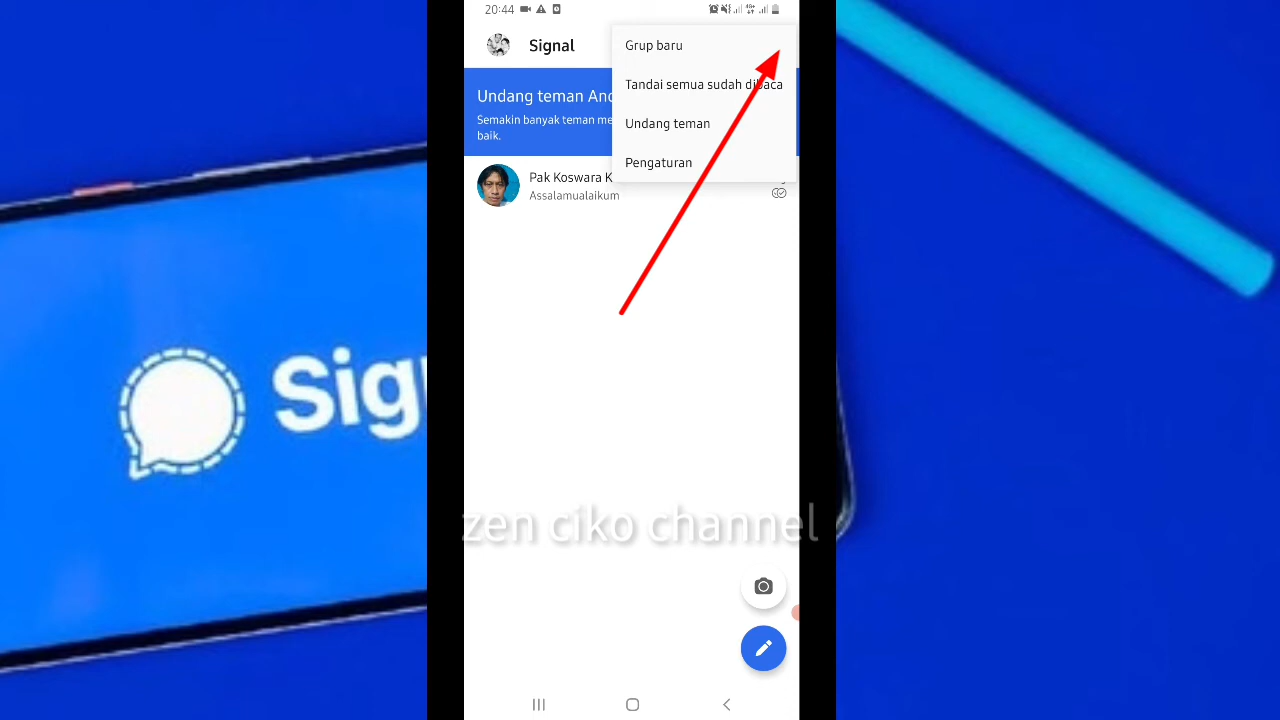 20:44
Signal
Grup baru
Tandai semua sudah dibaca
Undang teman
Pengaturan
Undang teman And
Semakin banyak teman me
baik.
Pak Koswara K
Assalamualaikum
Sig
zen ciko channel